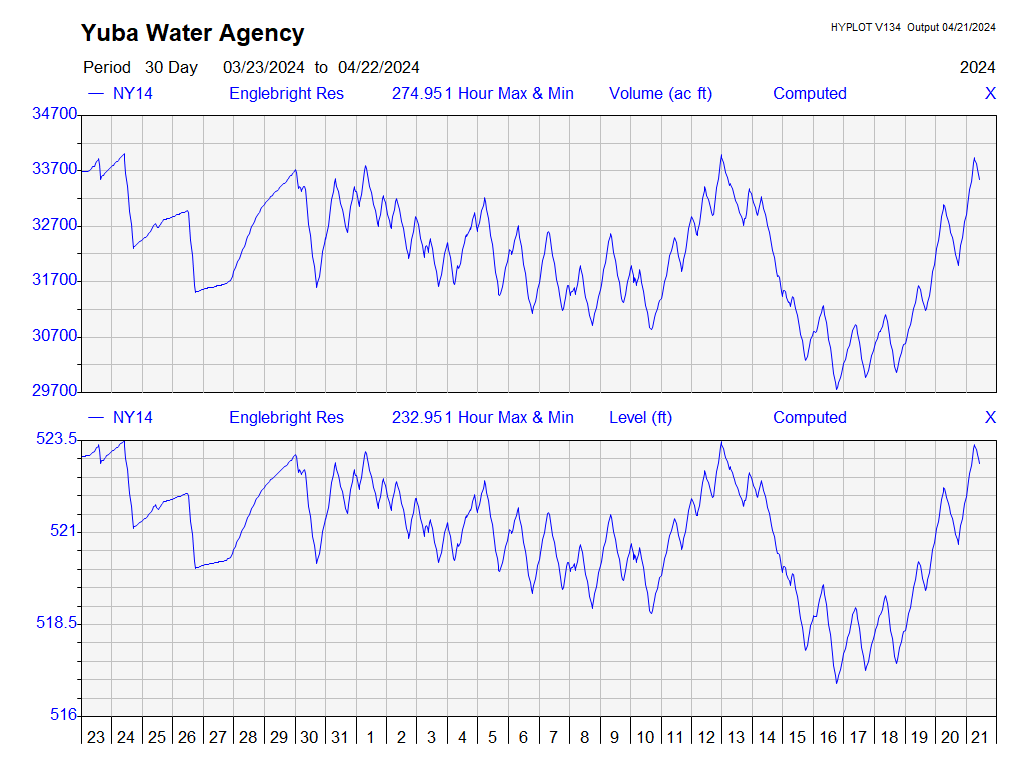 Yuba Water Agency
HYPLOT V134 Output 04/21/2024
Period 30 Day 03/23/2024 to 04/22/2024 2024
NY14 Englebright Res 274.951 Hour Max & Min Volume (ac ft) Computed X
34700
33700
32700
31700
30700
29700
NY14 Englebright Res 232.951 Hour Max & Min Level (ft) Computed X
523.5
521
518.5
516
23 24 25 26 27 28 29 30 31 1 2 3 4 5 6 7 8 9 10 11 12 13 14 15 16 17 18 19 20 21